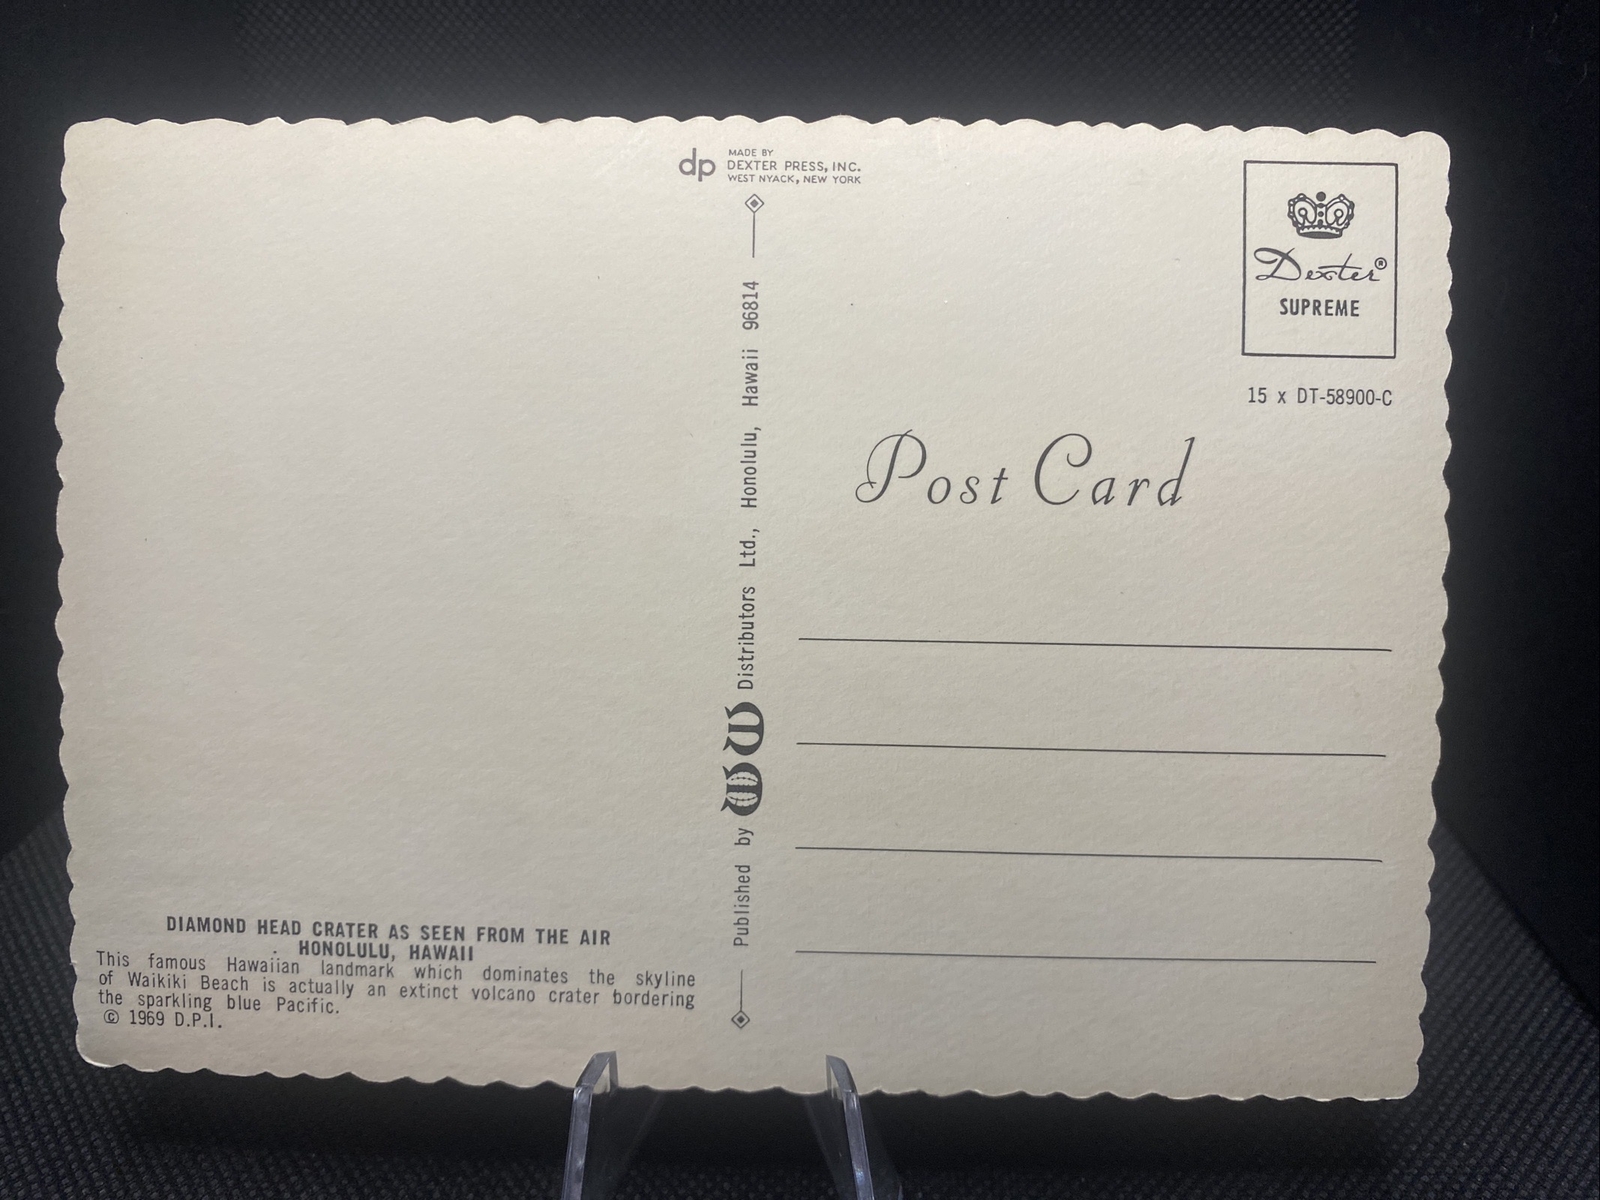 dp
MADE BY
DEXTER PRESS, INC.
WEST NYACK, NEW YORK
DIAMOND HEAD CRATER AS SEEN FROM THE AIR
HONOLULU, HAWAII
This famous Hawaiian landmark which dominates the skyline
of Waikiki Beach is actually an extinct volcano crater bordering
the sparkling blue Pacific.
© 1969 D.P.I.
Published by WW Distributors Ltd., Honolulu, Hawaii 96814
Dexter®
SUPREME
15 x DT-58900-C
Post Card